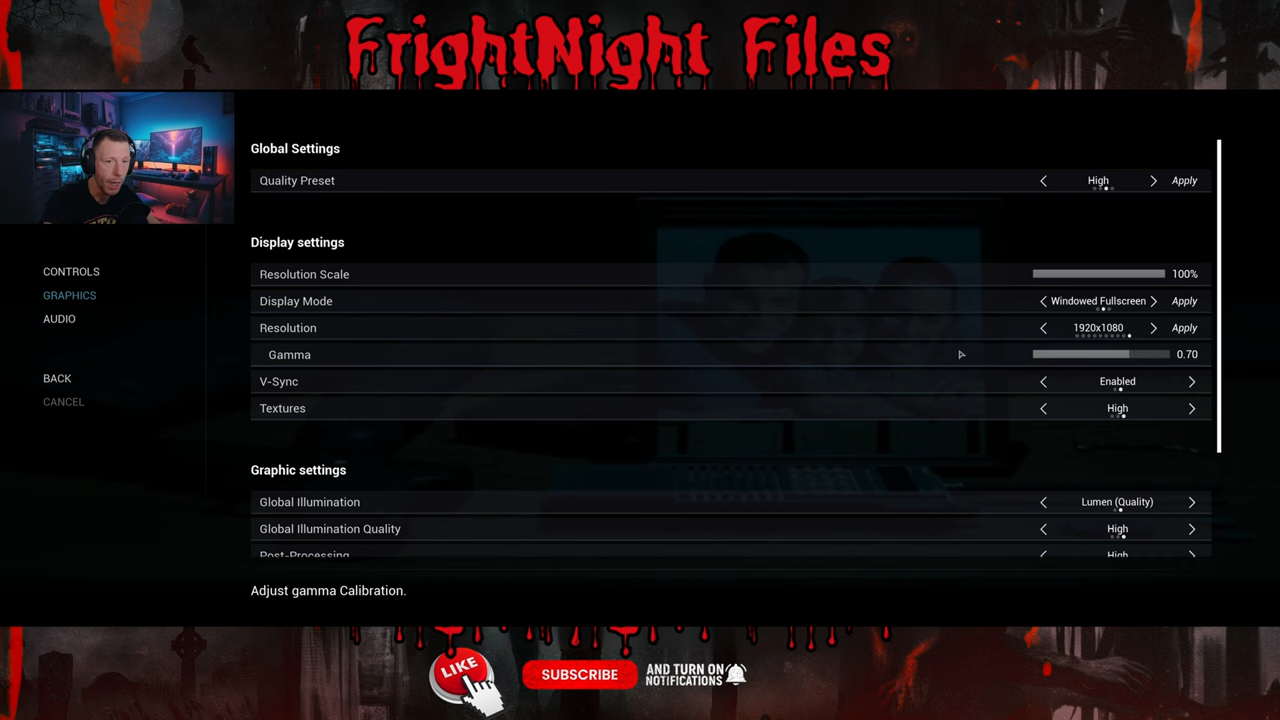 FrightNight Files
Global Settings
Quality Preset High Apply
Display settings
Resolution Scale 100%
Display Mode Windowed Fullscreen Apply
Resolution 1920x1080 Apply
Gamma 0.70
V-Sync Enabled
Textures High
Graphic settings
Global Illumination Lumen (Quality)
Global Illumination Quality High
Post-Processing High
Adjust gamma Calibration.
CONTROLS
GRAPHICS
AUDIO
BACK
CANCEL
LIKE
SUBSCRIBE
AND TURN ON
NOTIFICATIONS